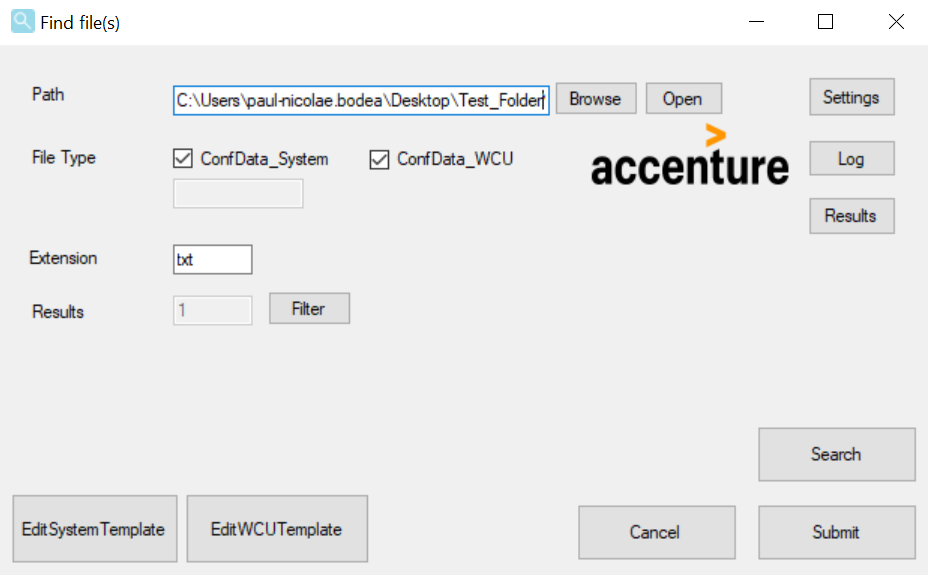 Find file(s)
Path
C:\Users\paul-nicolae.bodea\Desktop\Test_Folder
Browse
Open
Settings
File Type
ConfData_System
ConfData_WCU
>
accenture
Log
Results
Extension
txt
Results
1
Filter
Search
EditSystemTemplate
EditWCUTemplate
Cancel
Submit